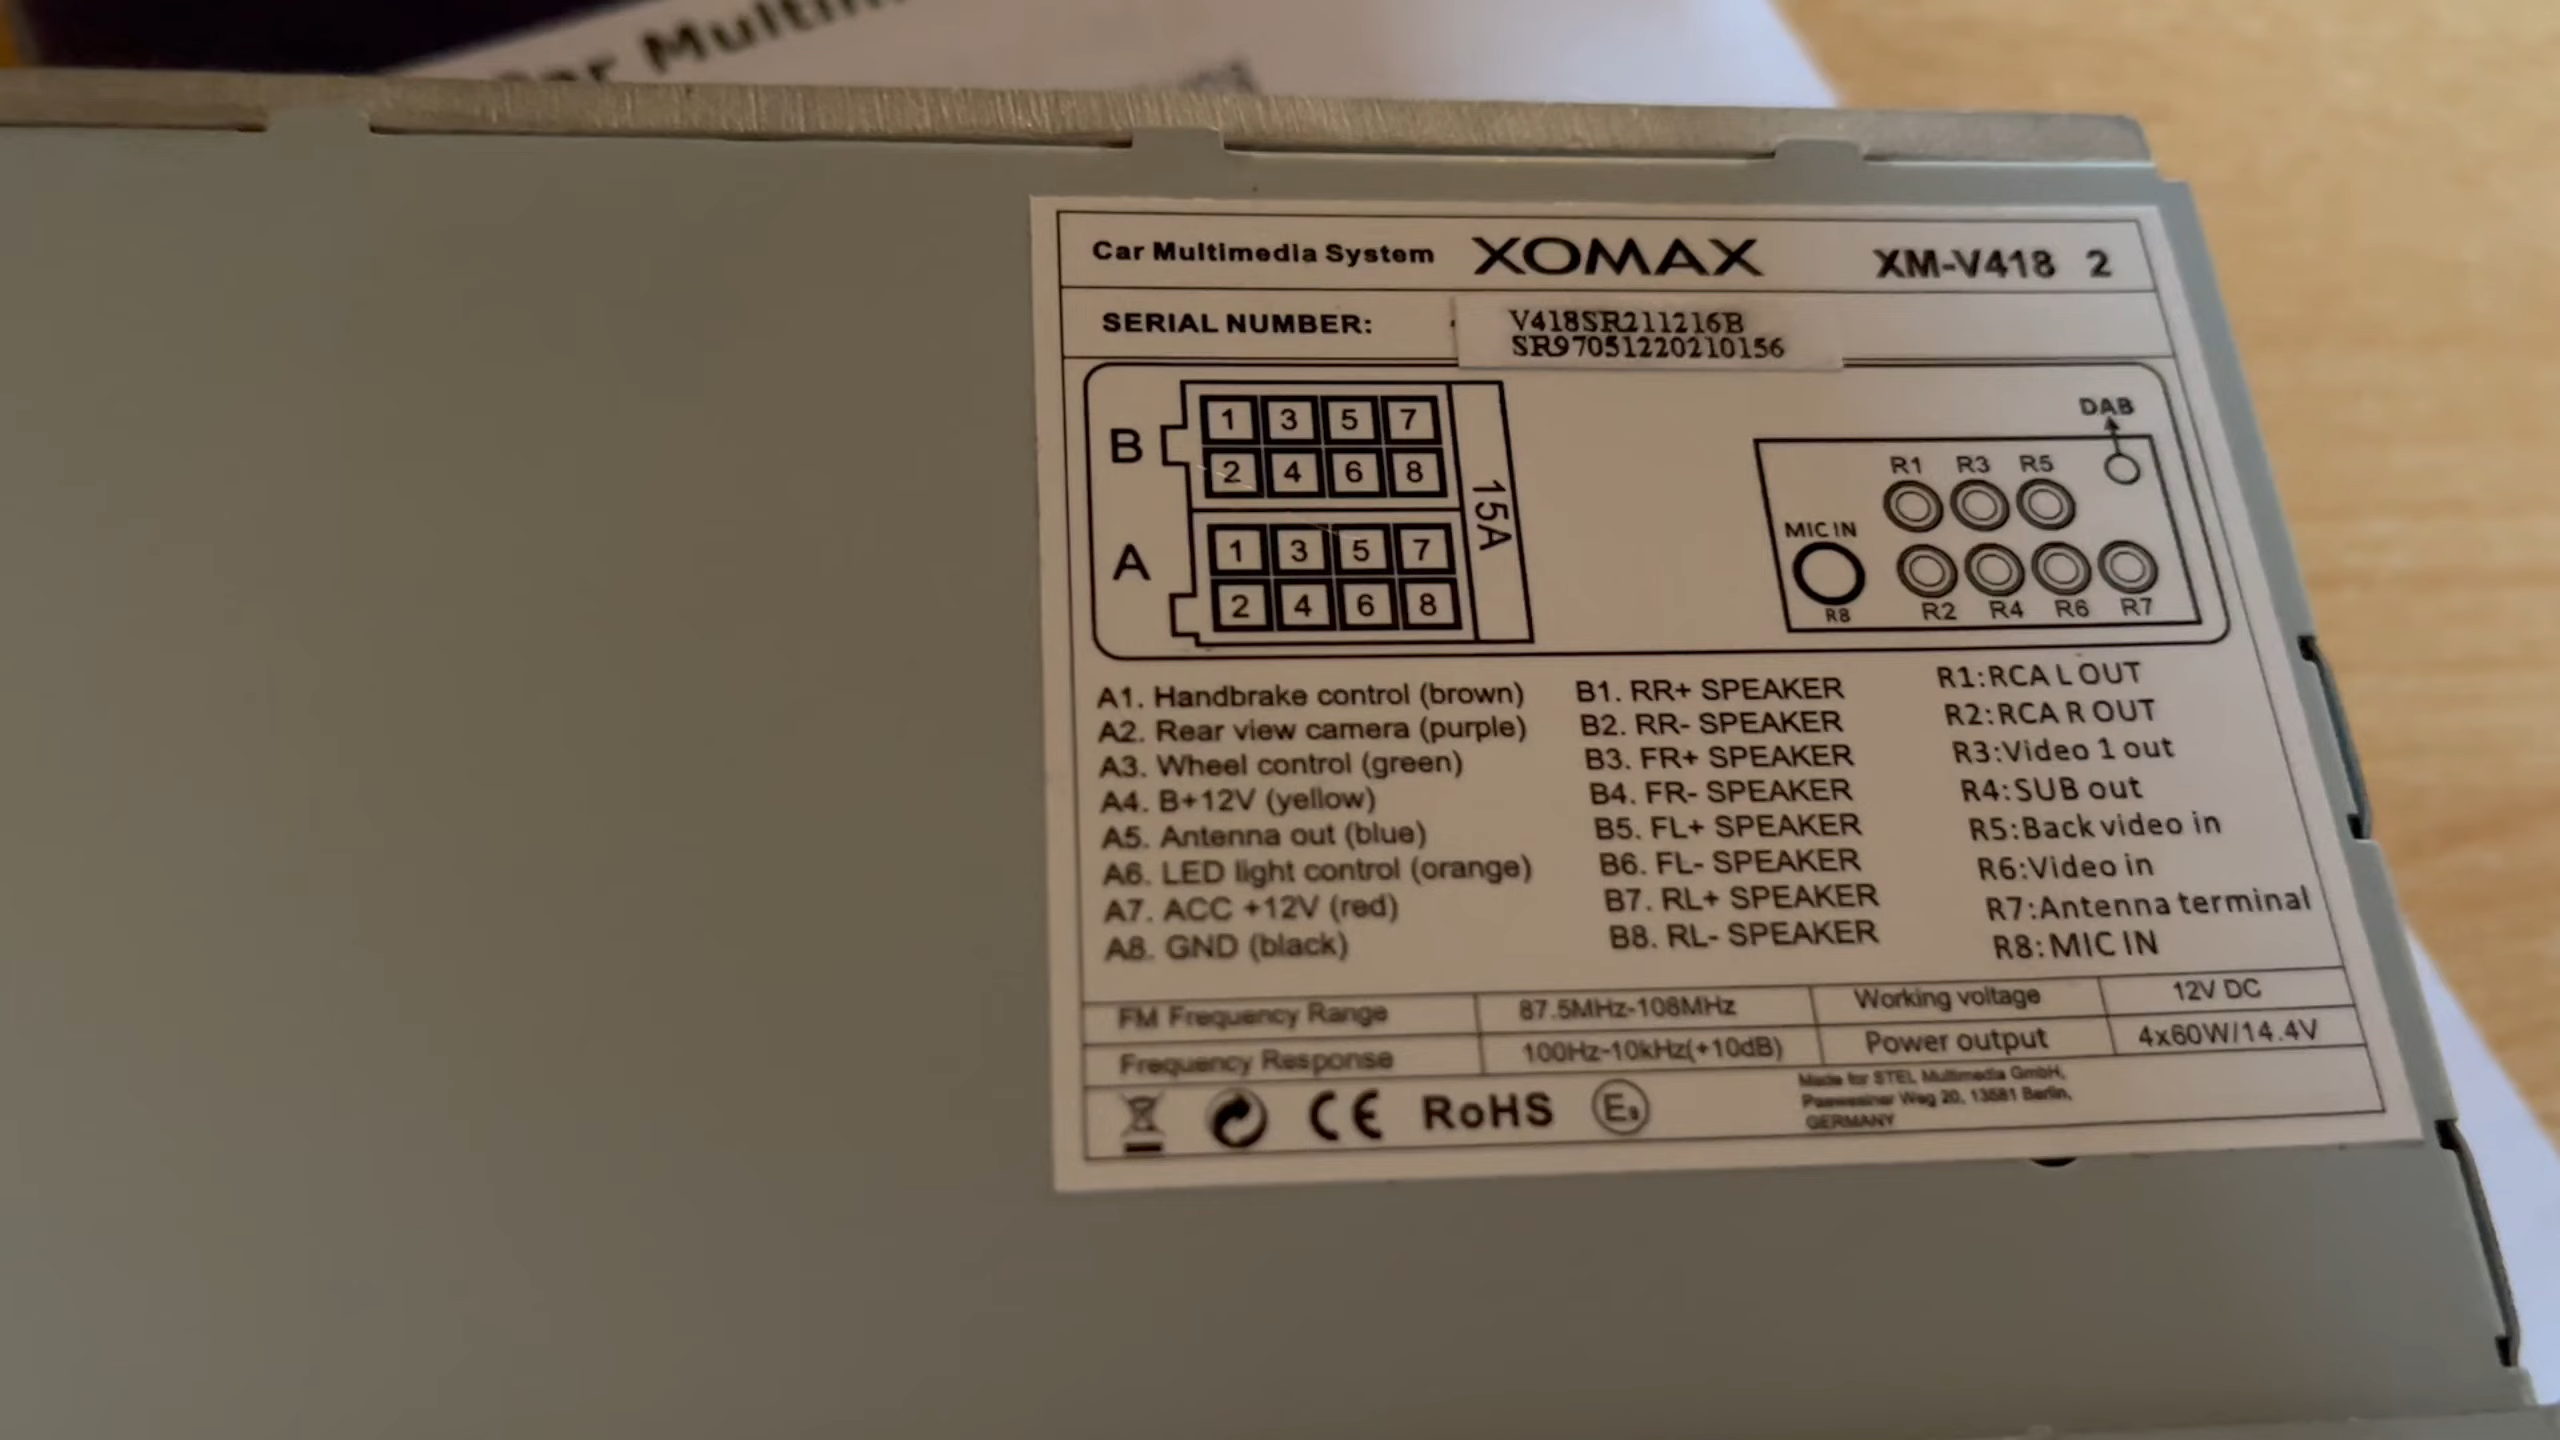 Car Multim
Car Multimedia System XOMAX XM-V418 2
SERIAL NUMBER: V418SR211216B
SR97051220210156
B 1 3 5 7
2 4 6 8
15A
A 1 3 5 7
2 4 6 8
DAB
R1 R3 R5
MIC IN
R8 R2 R4 R6 R7
A1. Handbrake control (brown)
A2. Rear view camera (purple)
A3. Wheel control (green)
A4. B+12V (yellow)
A5. Antenna out (blue)
A6. LED light control (orange)
A7. ACC +12V (red)
A8. GND (black)
B1. RR+ SPEAKER
B2. RR- SPEAKER
B3. FR+ SPEAKER
B4. FR- SPEAKER
B5. FL+ SPEAKER
B6. FL- SPEAKER
B7. RL+ SPEAKER
B8. RL- SPEAKER
R1:RCA L OUT
R2:RCA R OUT
R3:Video 1 out
R4:SUB out
R5:Back video in
R6:Video in
R7:Antenna terminal
R8:MIC IN
FM Frequency Range 87.5MHz-108MHz Working voltage 12V DC
Frequency Response 100Hz-10kHz(+10dB) Power output 4x60W/14.4V
CE RoHS E9
Made for STEL Multimedia GmbH,
Weg 20, 13581 Berlin,
GERMANY